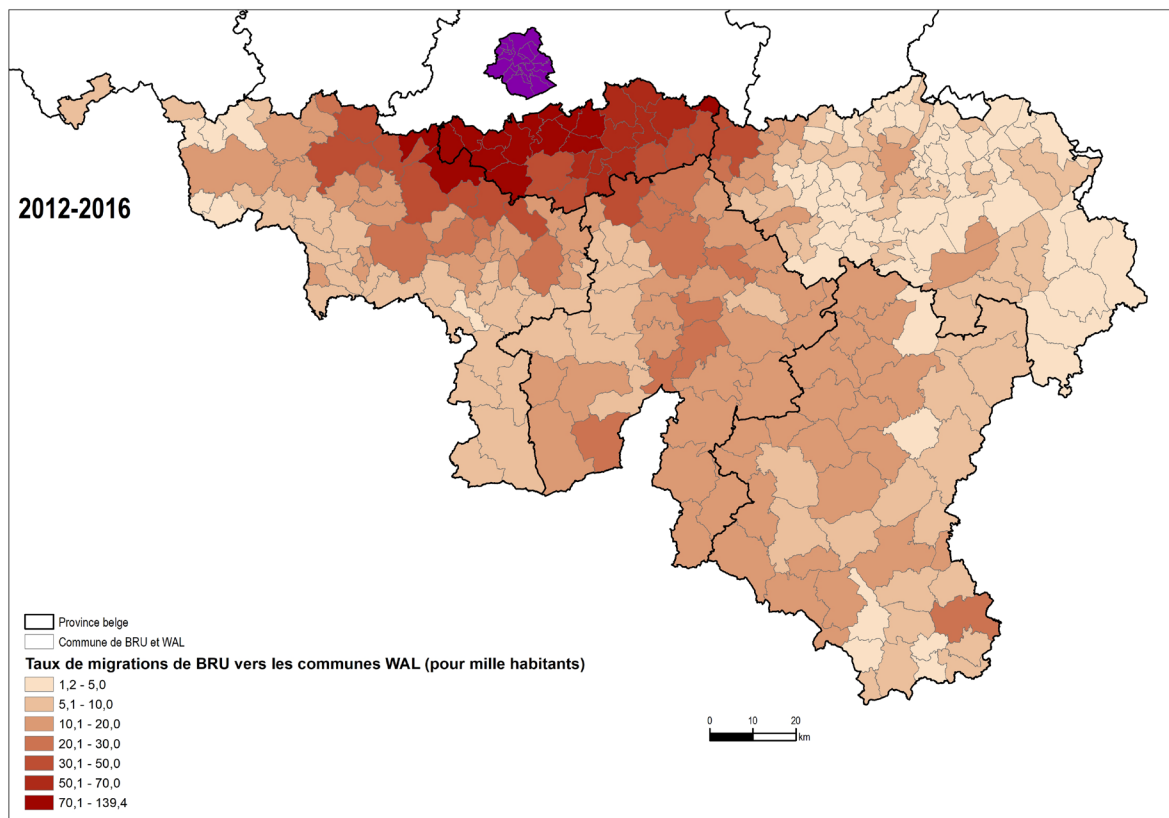 2012-2016
Province belge
Commune de BRU et WAL
Taux de migrations de BRU vers les communes WAL (pour mille habitants)
1,2 - 5,0
5,1 - 10,0
10,1 - 20,0
20,1 - 30,0
30,1 - 50,0
50,1 - 70,0
70,1 - 139,4
0 10 20
km